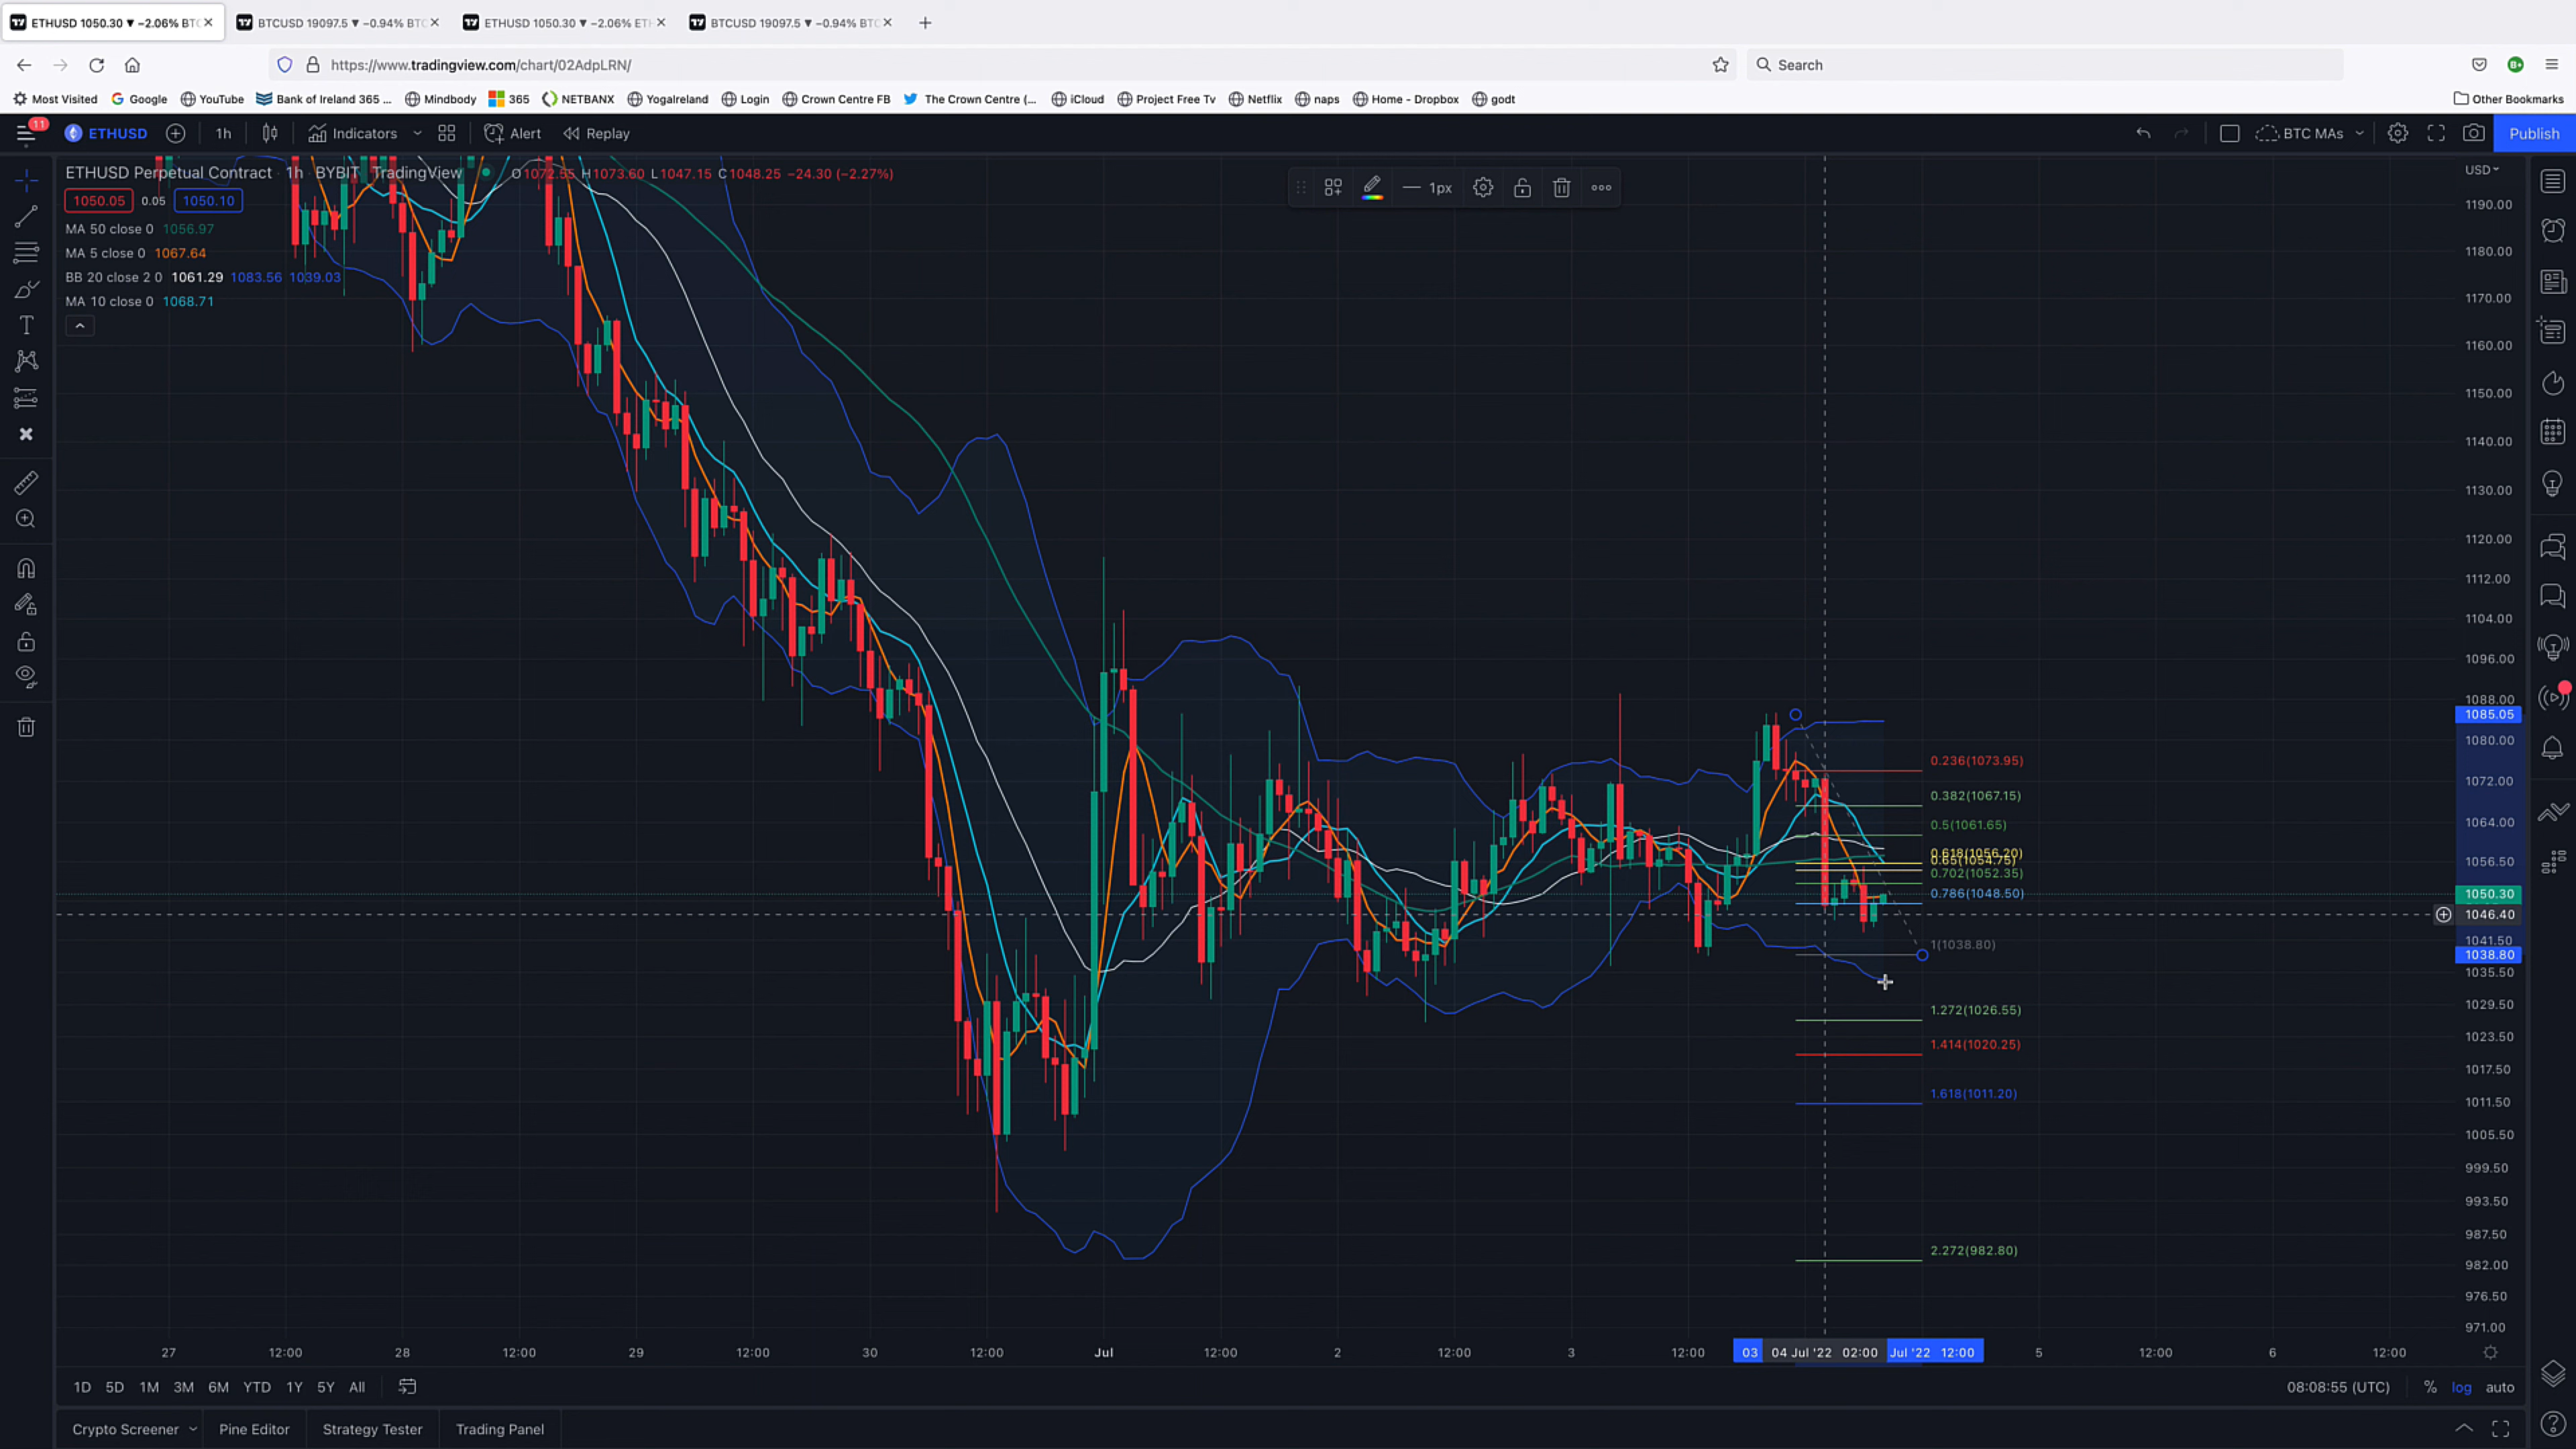 ETHUSD 1050.30 ▼ −2.06% BTC
BTCUSD 19097.5 ▼ −0.94% BTC
ETHUSD 1050.30 ▼ −2.06% ETH
BTCUSD 19097.5 ▼ −0.94% BTC
https://www.tradingview.com/chart/02AdpLRN/
Search
Most Visited Google YouTube Bank of Ireland 365 ... Mindbody 365 NETBANX YogaIreland Login Crown Centre FB The Crown Centre (... iCloud Project Free Tv Netflix naps Home - Dropbox godt Other Bookmarks
11 ETHUSD 1h Indicators Alert Replay BTC MAs Publish
ETHUSD Perpetual Contract · 1h · BYBIT · TradingView O1072.55 H1073.60 L1047.15 C1048.25 −24.30 (−2.27%)
1050.05 0.05 1050.10
MA 50 close 0 1056.97
MA 5 close 0 1067.64
BB 20 close 2 0 1061.29 1083.56 1039.03
MA 10 close 0 1068.71
1px
USD
1190.00
1180.00
1170.00
1160.00
1150.00
1140.00
1130.00
1120.00
1112.00
1104.00
1096.00
1088.00
1085.05
1080.00
1072.00
1064.00
1056.50
1050.30
1046.40
1041.50
1038.80
1035.50
1029.50
1023.50
1017.50
1011.50
1005.50
999.50
993.50
987.50
982.00
976.50
971.00
0.236(1073.95)
0.382(1067.15)
0.5(1061.65)
0.618(1056.20)
0.65(1054.75)
0.702(1052.35)
0.786(1048.50)
1(1038.80)
1.272(1026.55)
1.414(1020.25)
1.618(1011.20)
2.272(982.80)
27 12:00 28 12:00 29 12:00 30 12:00 Jul 12:00 2 12:00 3 12:00 03 04 Jul '22 02:00 Jul '22 12:00 5 12:00 6 12:00
1D 5D 1M 3M 6M YTD 1Y 5Y All 08:08:55 (UTC) % log auto
Crypto Screener Pine Editor Strategy Tester Trading Panel